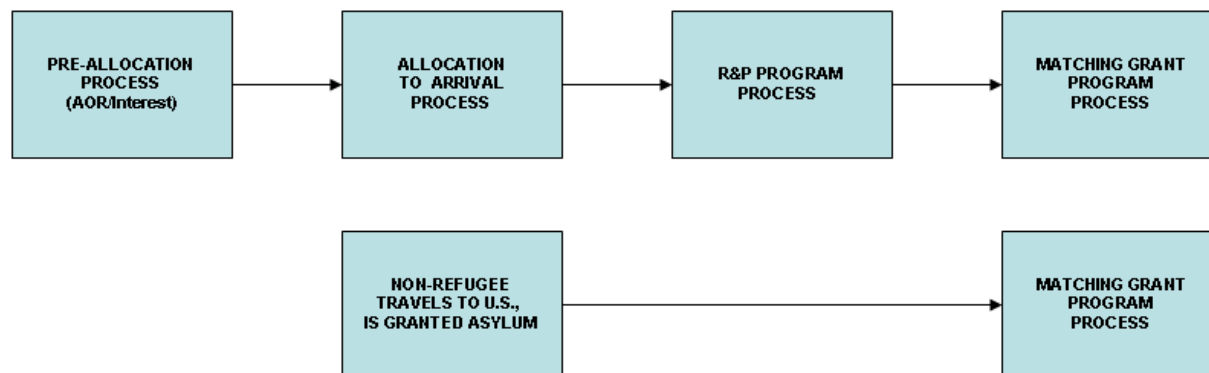 PRE-ALLOCATION
PROCESS
(AOR/Interest)
ALLOCATION
TO ARRIVAL
PROCESS
R&P PROGRAM
PROCESS
MATCHING GRANT
PROGRAM
PROCESS
NON-REFUGEE
TRAVELS TO U.S.,
IS GRANTED ASYLUM
MATCHING GRANT
PROGRAM
PROCESS